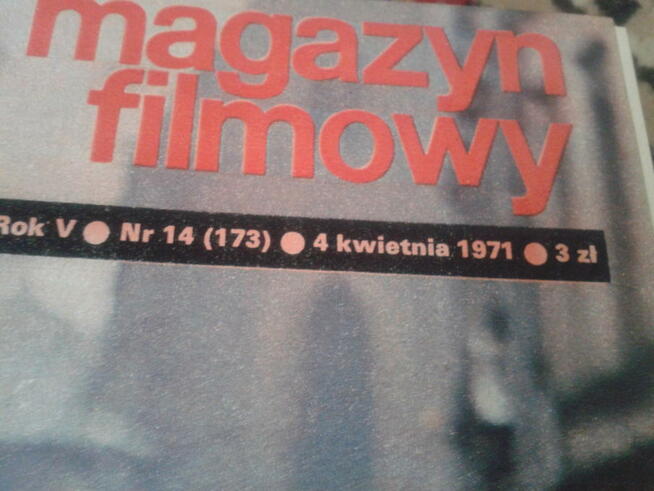 magazyn
filmowy
Rok V ● Nr 14 (173) ● 4 kwietnia 1971 ● 3 zł